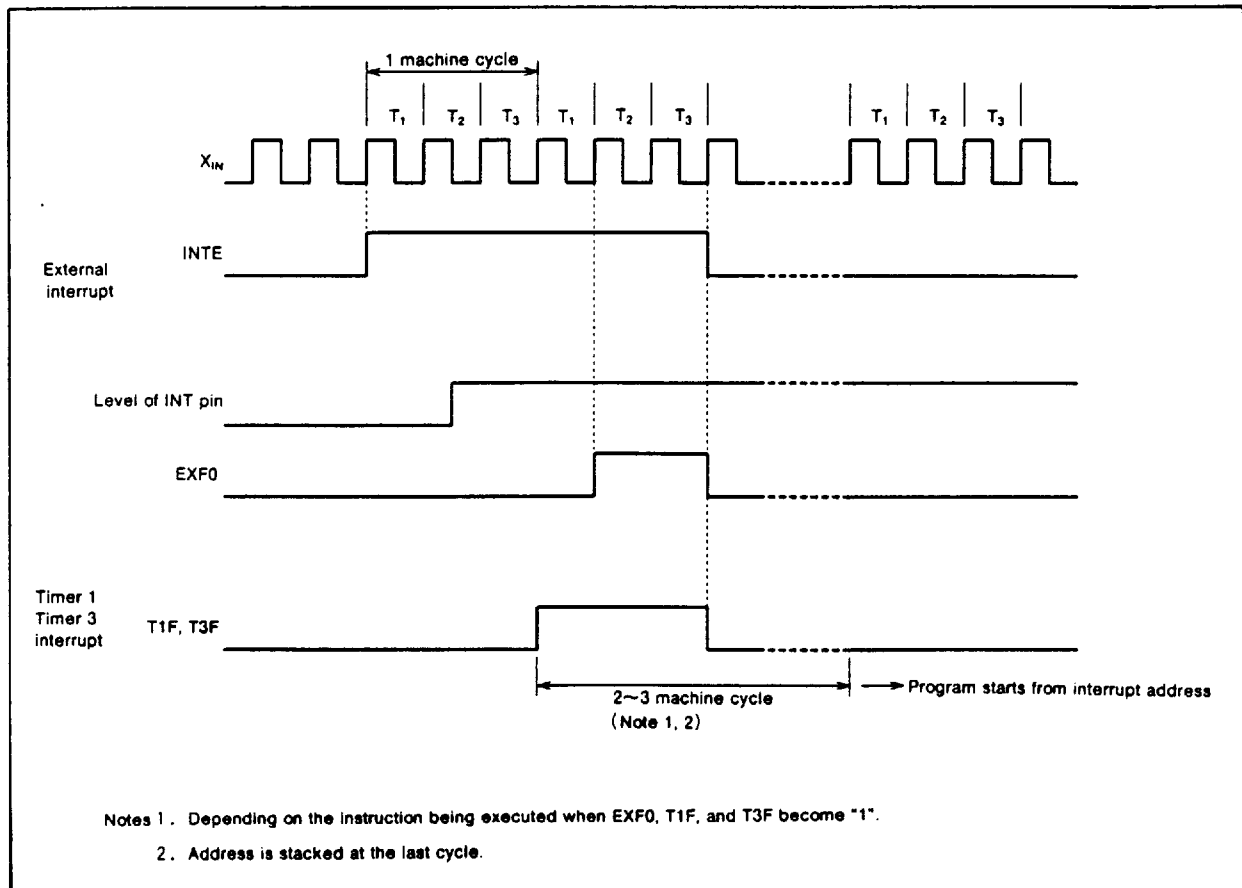 1 machine cycle
T₁ T₂ T₃ T₁ T₂ T₃ T₁ T₂ T₃
X_IN
INTE
External
interrupt
Level of INT pin
EXF0
Timer 1
Timer 3
interrupt
T1F, T3F
2~3 machine cycle
(Note 1, 2)
Program starts from interrupt address
Notes 1. Depending on the instruction being executed when EXF0, T1F, and T3F become "1".
2. Address is stacked at the last cycle.